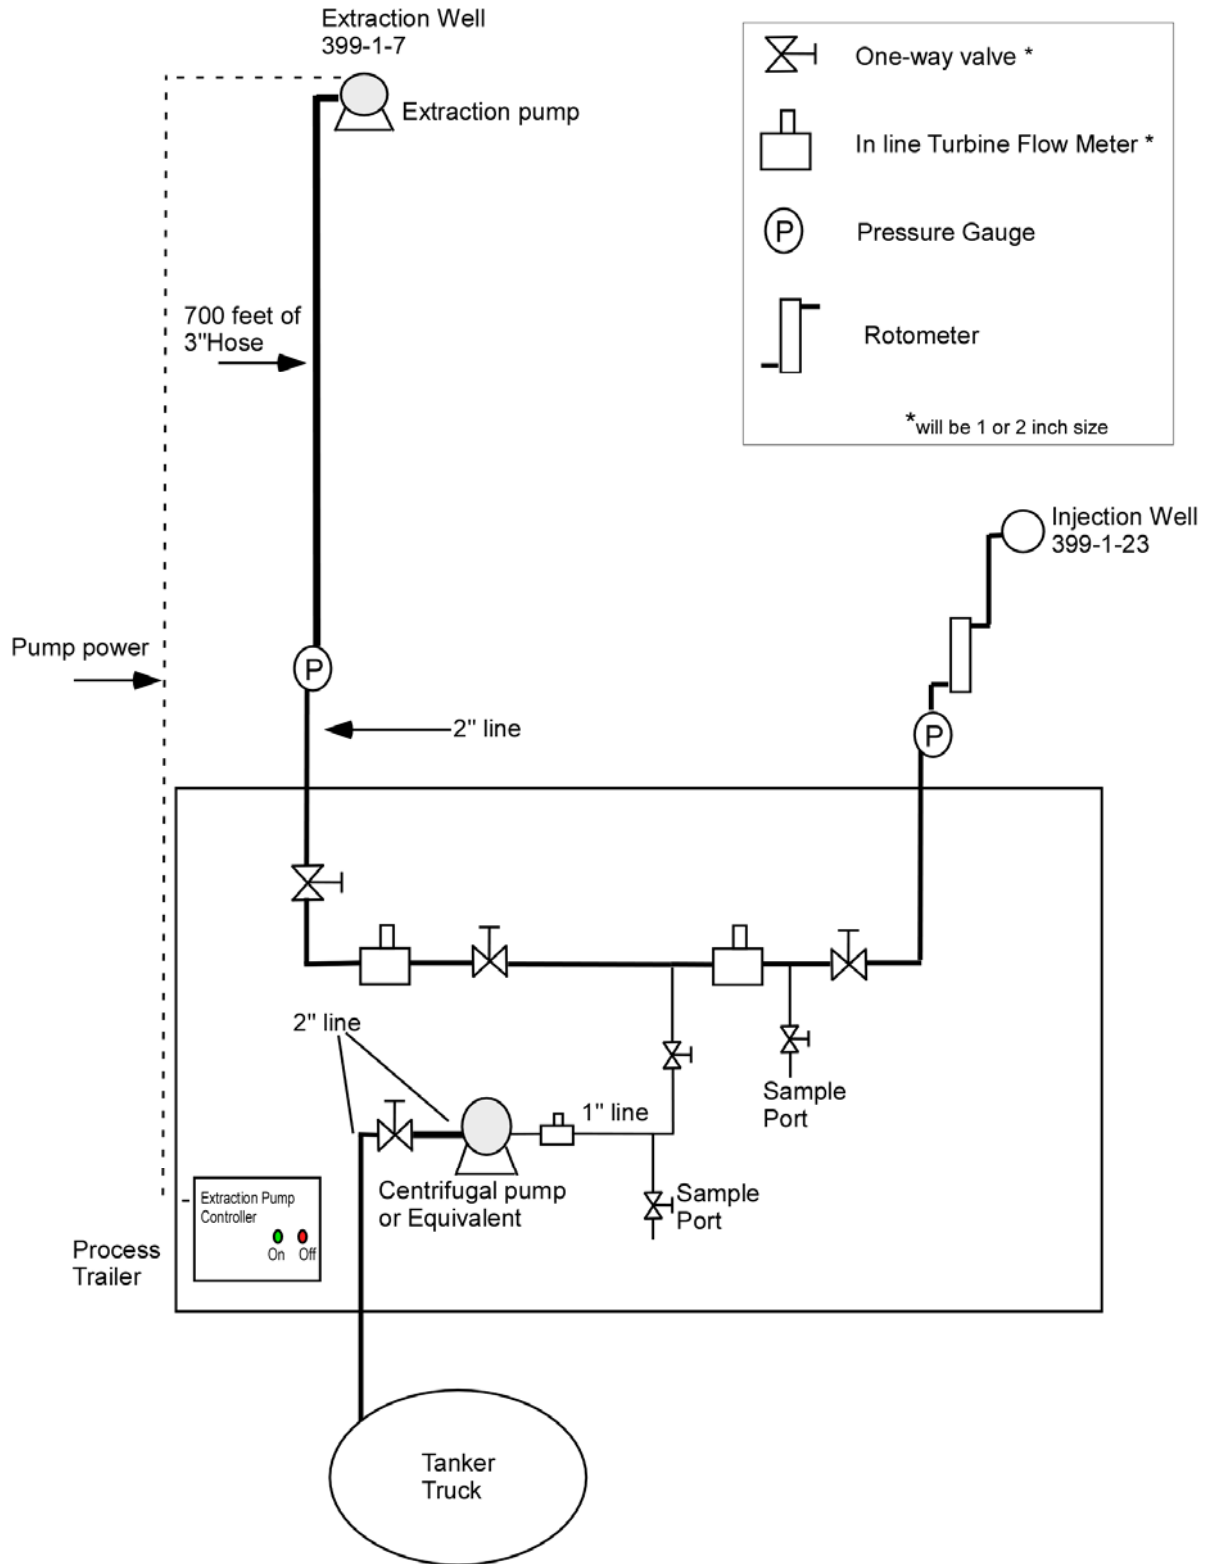 Extraction Well
399-1-7
Extraction pump
One-way valve *
In line Turbine Flow Meter *
P
Pressure Gauge
Rotometer
*will be 1 or 2 inch size
700 feet of
3"Hose
Injection Well
399-1-23
Pump power
P
2" line
P
2" line
1" line
Sample
Port
Centrifugal pump
or Equivalent
Sample
Port
Extraction Pump
Controller
On Off
Process
Trailer
Tanker
Truck